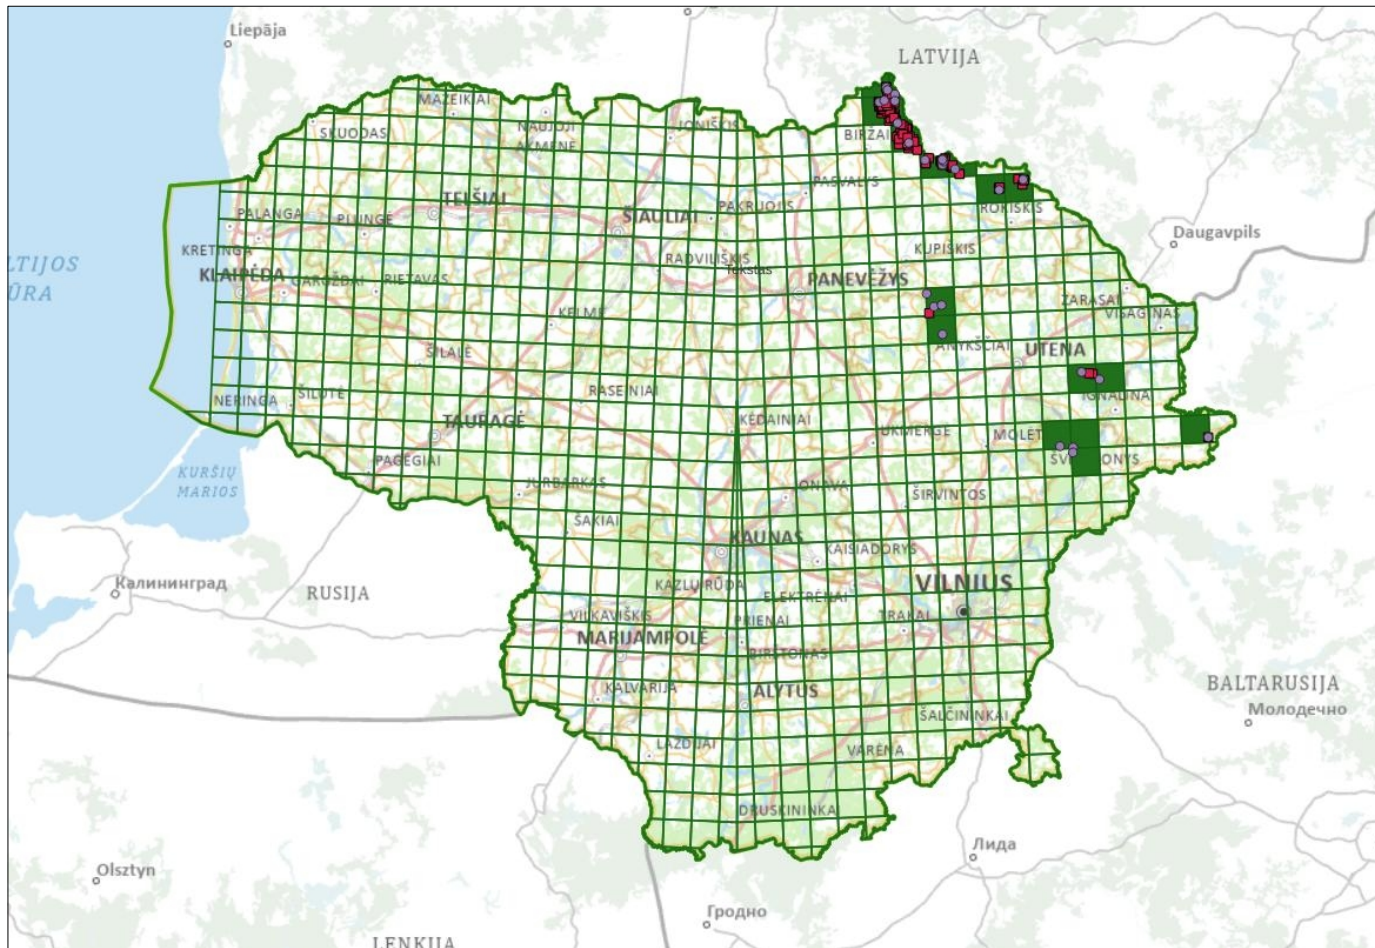 Liepāja
LATVIJA
MAŽEIKIAI
SKUODAS
NAUJOJI
AKMENĖ
JONIŠKIS
BIRŽAI
PASVALYS
TELŠIAI
PALANGA
PLUNGĖ
ŠIAULIAI
PAKRUOJIS
ROKIŠKIS
Daugavpils
KRETINGA
KUPIŠKIS
LTIJOS
ŪRA
KLAIPĖDA
GARGŽDAI
RIETAVAS
RADVILIŠKIS
Tekstas
PANEVĖŽYS
ZARASAI
VISAGINAS
KELMĖ
ŠILALĖ
ANYKŠČIAI
UTENA
NERINGA
ŠILUTĖ
RASEINIAI
IGNALINA
TAURAGĖ
KĖDAINIAI
UKMERGĖ
MOLĖT
PAGĖGIAI
KURŠIŲ
MARIOS
JURBARKAS
JONAVA
ŠIRVINTOS
ŠAKIAI
KAUNAS
KAIŠIADORYS
Калининград
RUSIJA
KAZLŲ RŪDA
ELEKTRĖNAI
VILNIUS
VILKAVIŠKIS
PRIENAI
TRAKAI
MARIJAMPOLĖ
BIRŠTONAS
KALVARIJA
ALYTUS
BALTARUSIJA
Молодечно
ŠALČININKAI
LAZDIJAI
VARĖNA
DRUSKININKA
Лида
Olsztyn
Гродно
LENKIJA